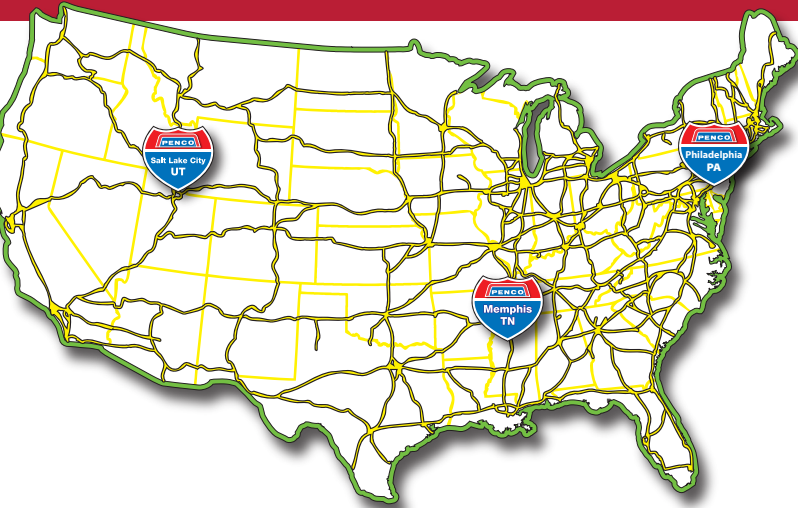 PENCO
Salt Lake City
UT
PENCO
Philadelphia
PA
PENCO
Memphis
TN